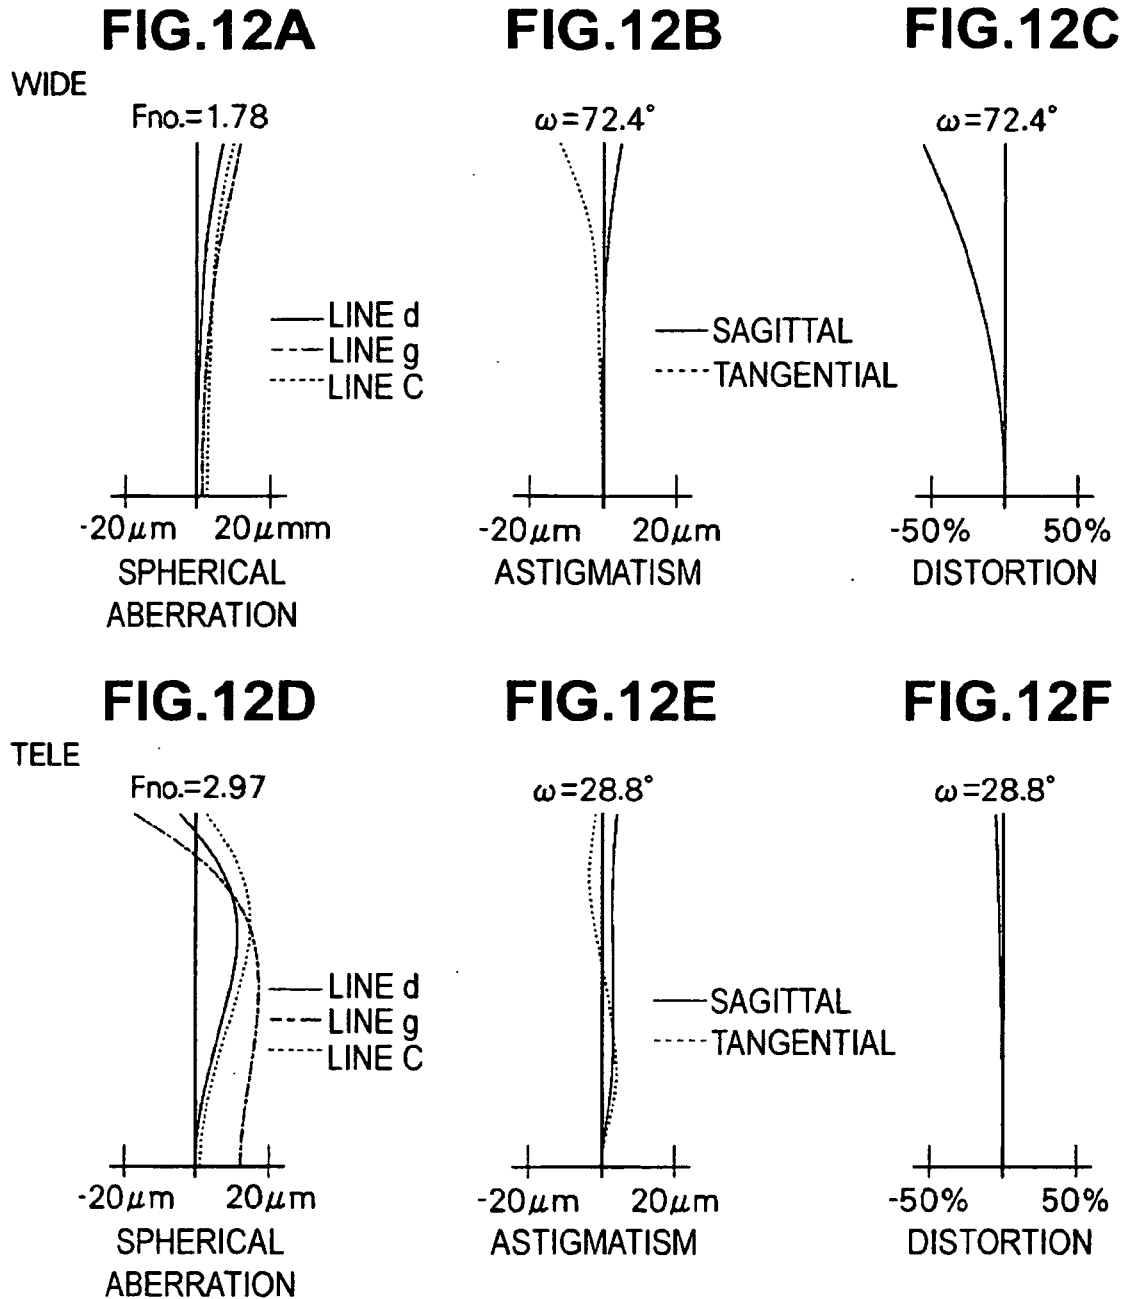 FIG.12A
FIG.12B
FIG.12C
WIDE
Fno.=1.78
ω=72.4°
ω=72.4°
LINE d
LINE g
LINE C
SAGITTAL
TANGENTIAL
-20μm
20μmm
-20μm
20μm
-50%
50%
SPHERICAL
ABERRATION
ASTIGMATISM
DISTORTION
FIG.12D
FIG.12E
FIG.12F
TELE
Fno.=2.97
ω=28.8°
ω=28.8°
LINE d
LINE g
LINE C
SAGITTAL
TANGENTIAL
-20μm
20μm
-20μm
20μm
-50%
50%
SPHERICAL
ABERRATION
ASTIGMATISM
DISTORTION